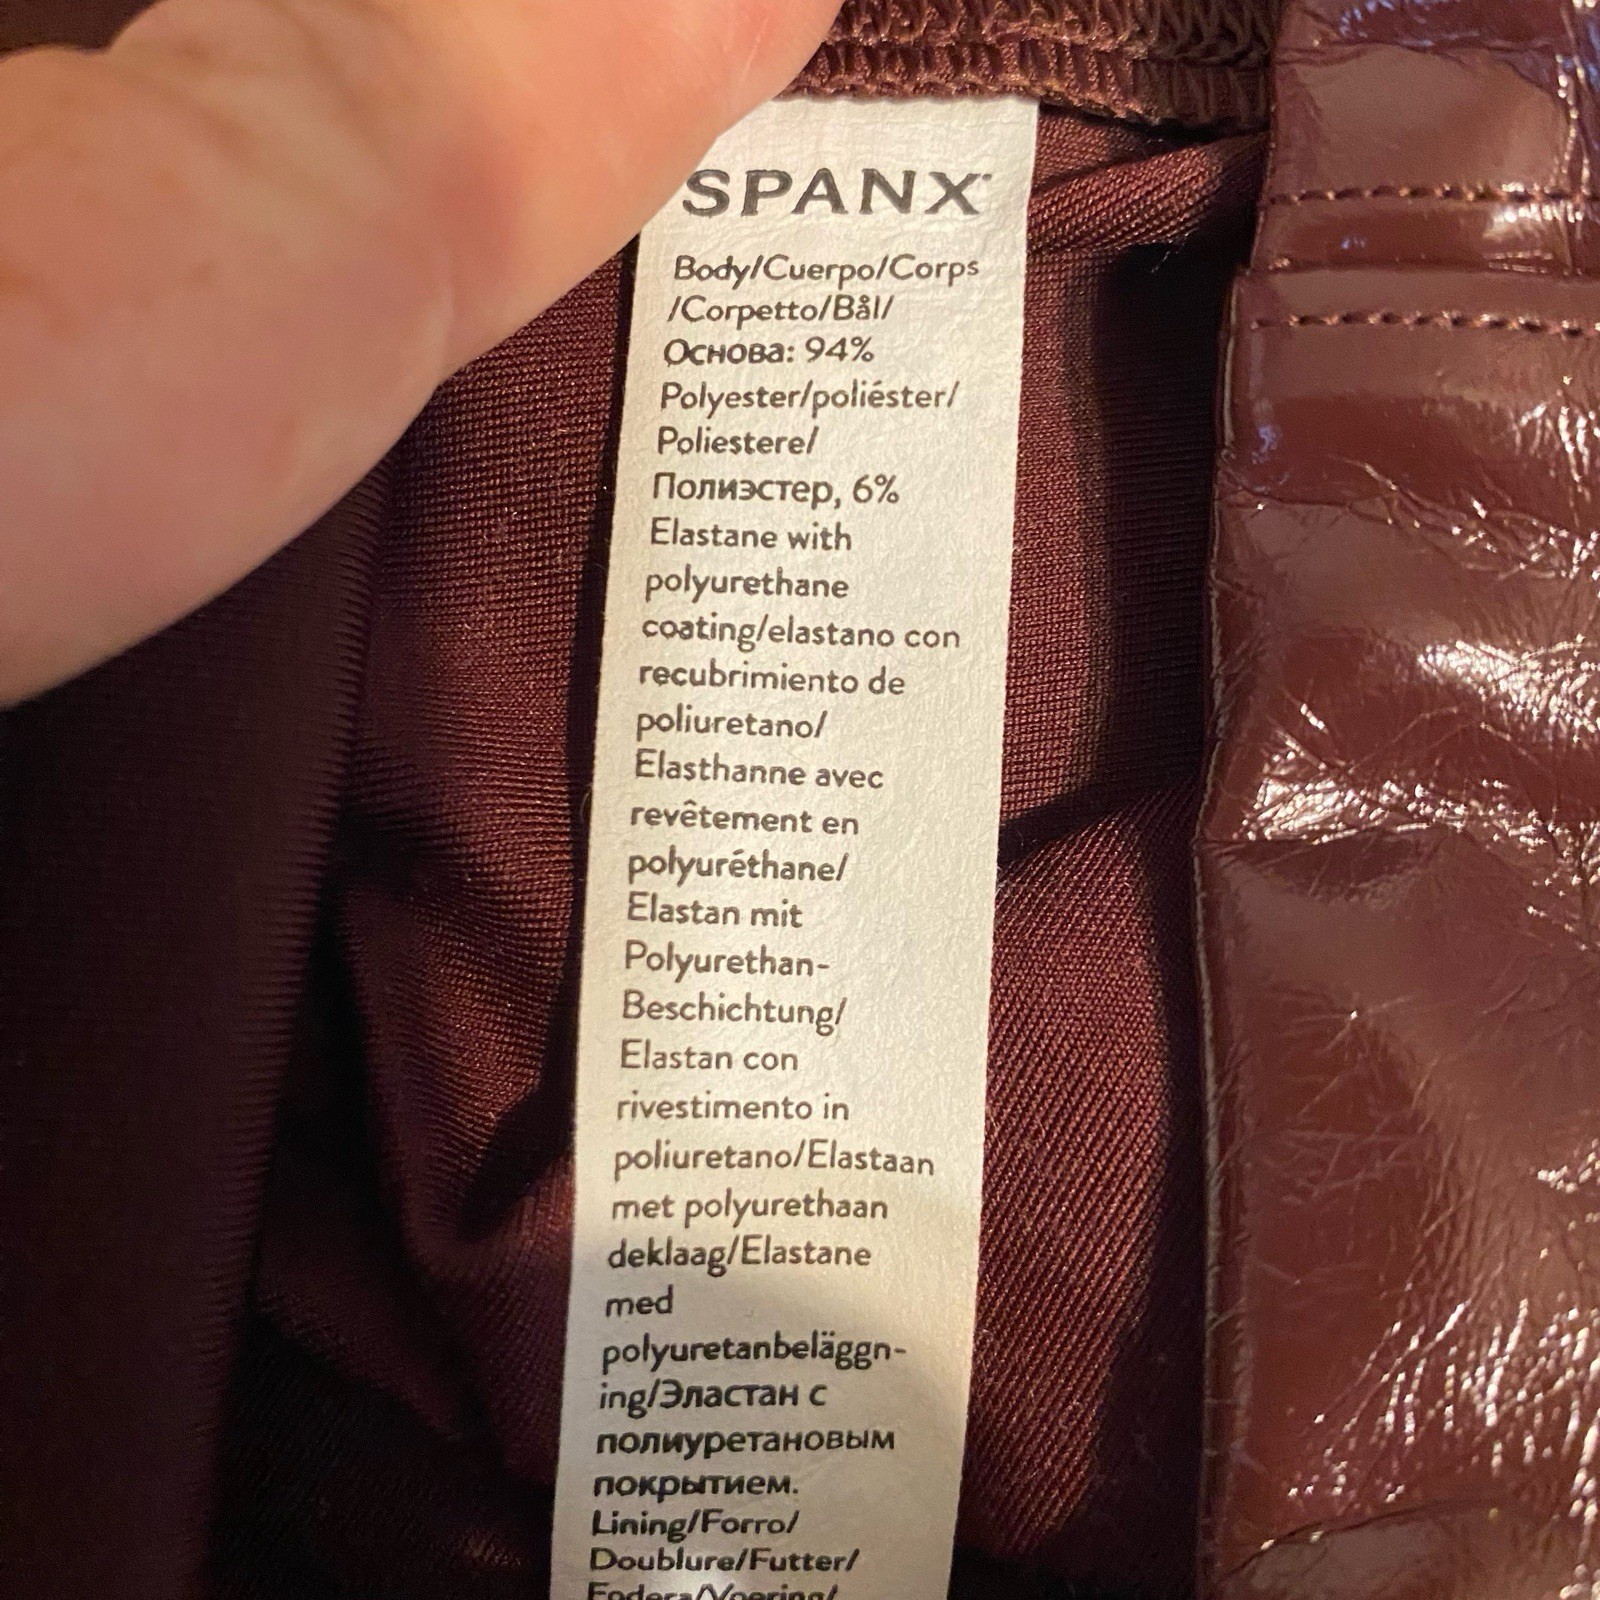 SPANX
Body/Cuerpo/Corps
/Corpetto/Bål/
Основа: 94%
Polyester/poliéster/
Poliestere/
Полиэстер, 6%
Elastane with
polyurethane
coating/elastano con
recubrimiento de
poliuretano/
Elasthanne avec
revêtement en
polyuréthane/
Elastan mit
Polyurethan-
Beschichtung/
Elastan con
rivestimento in
poliuretano/Elastaan
met polyurethaan
deklaag/Elastane
med
polyuretanbeläggn-
ing/Эластан с
полиуретановым
покрытием.
Lining/Forro/
Doublure/Futter/
Fodera/Voering/